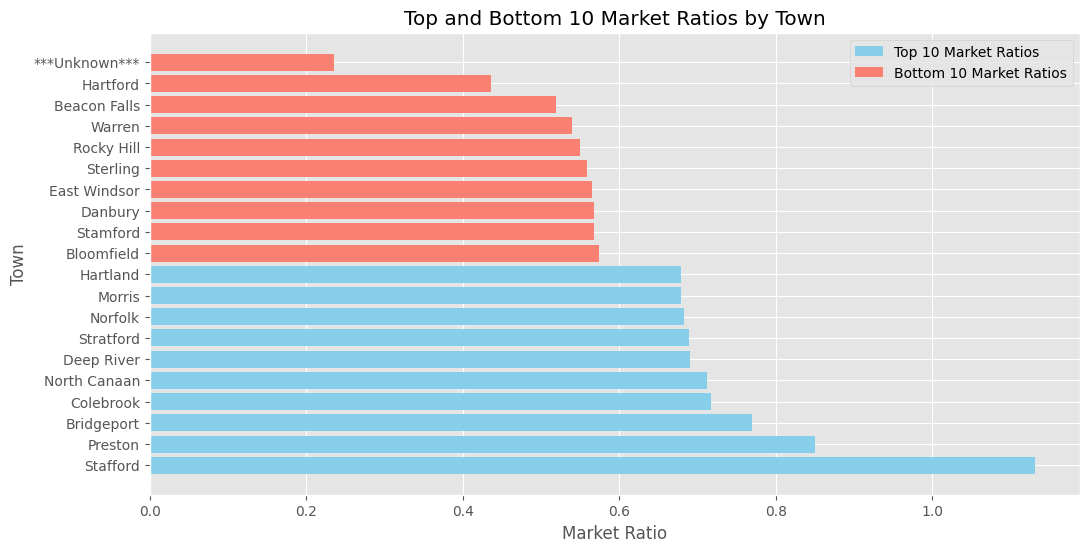 Top and Bottom 10 Market Ratios by Town
Top 10 Market Ratios
Bottom 10 Market Ratios
Town
***Unknown***
Hartford
Beacon Falls
Warren
Rocky Hill
Sterling
East Windsor
Danbury
Stamford
Bloomfield
Hartland
Morris
Norfolk
Stratford
Deep River
North Canaan
Colebrook
Bridgeport
Preston
Stafford
0.0 0.2 0.4 0.6 0.8 1.0
Market Ratio